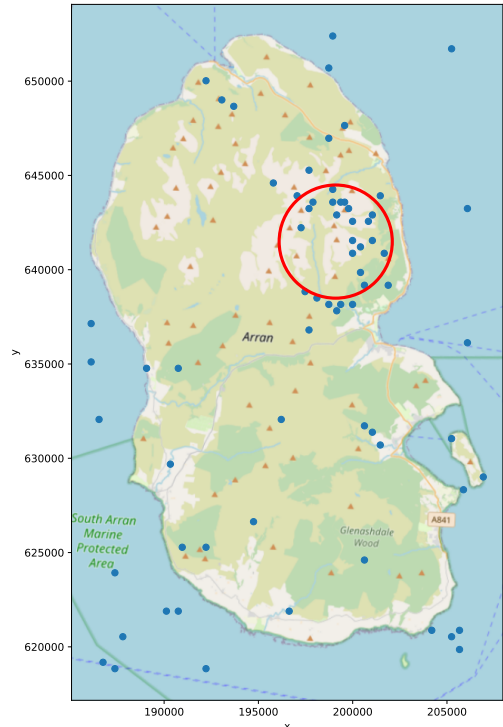 650000
645000
640000
635000
630000
625000
620000
y
Arran
A841
Glenashdale
Wood
South Arran
Marine
Protected
Area
190000 195000 200000 205000
x